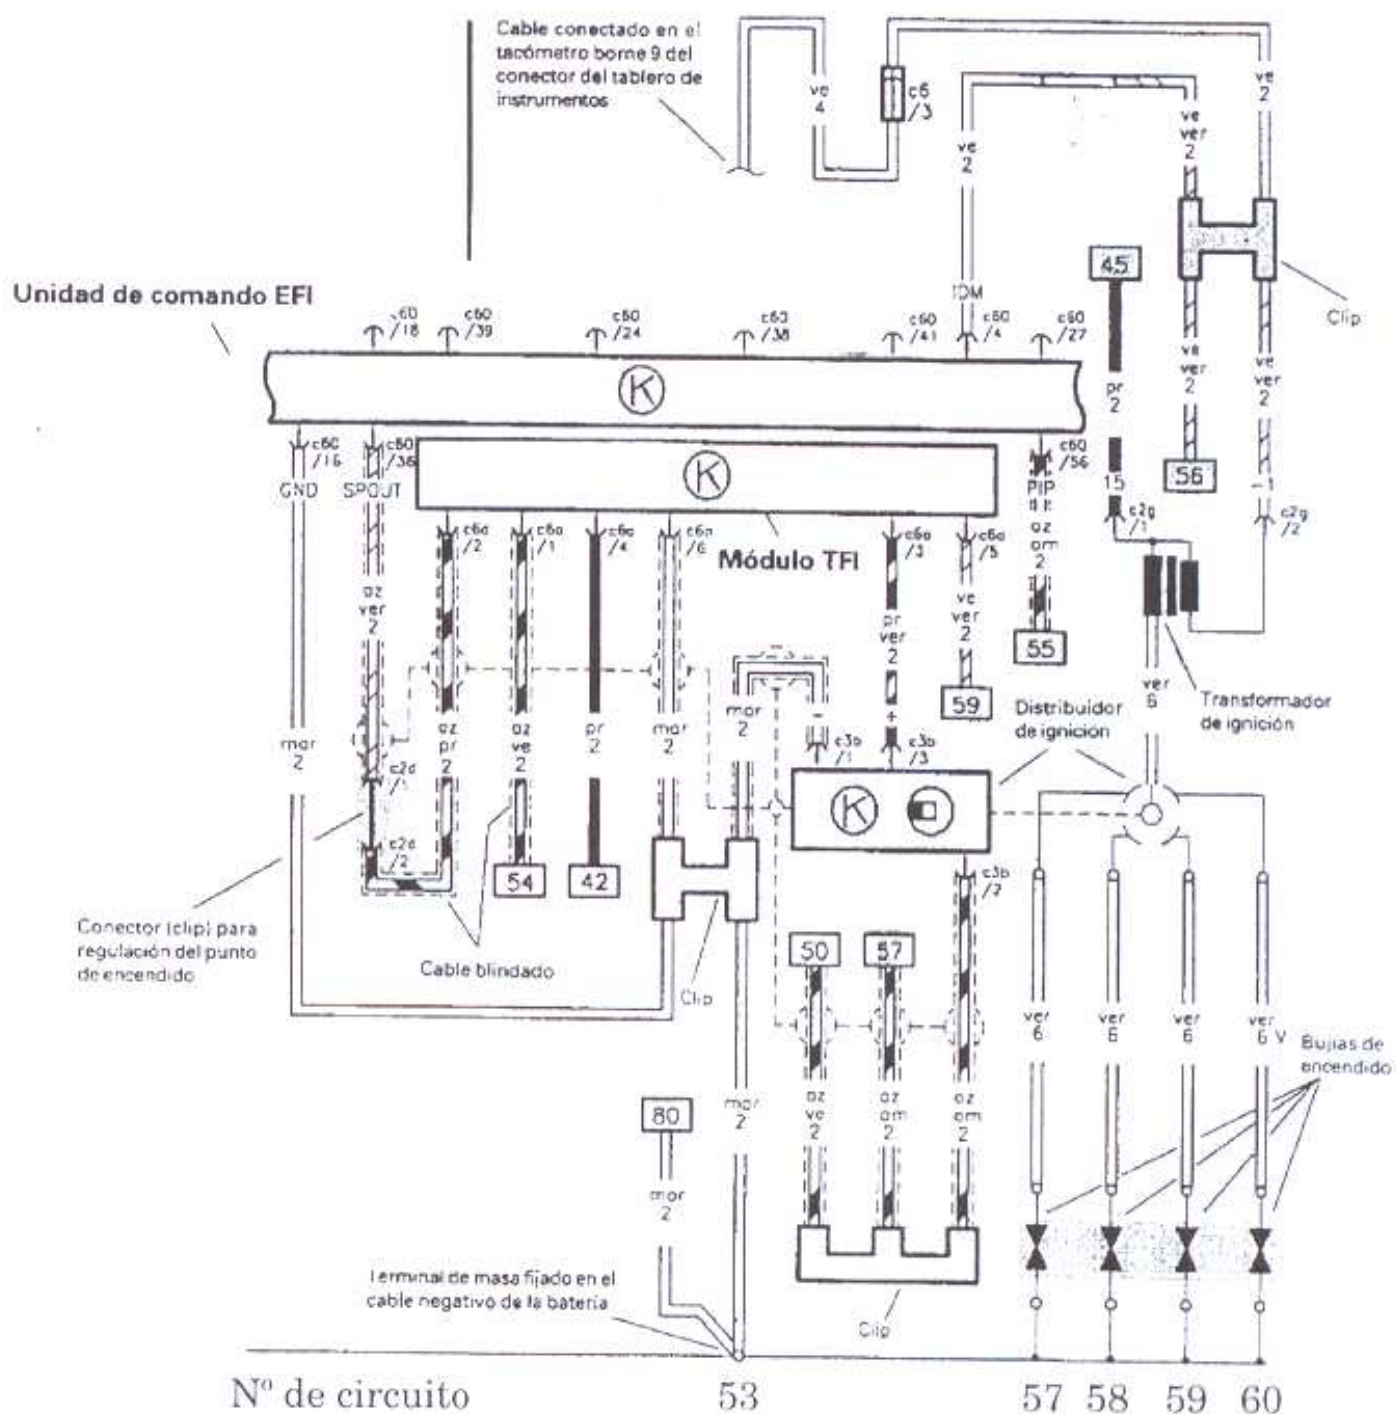 Cable conectado en el
tacómetro borne 9 del
conector del tablero de
instrumentos
ve
4
c6
/3
ve
2
ve
2
ve
ver
2
45
Clip
Unidad de comando EFI
c60
/18
c60
/39
c60
/24
c60
/38
c60
/41
IDM
c60
/4
c60
/27
K
pr
2
ve
ver
2
ve
ver
2
c60
/16
c60
/36
c60
/56
GND
SPOUT
K
PIP
15
56
-1
c6a
/2
c6a
/1
c6a
/4
c6a
/6
Módulo TFI
c6a
/3
c6a
/5
az
am
2
c2g
/1
c2g
/2
az
ver
2
pr
ver
2
ve
ver
2
55
59
ver
6
Transformador
de ignición
Distribuidor
de ignición
mar
2
az
pr
2
az
ve
2
pr
2
mar
2
mar
2
-
+
c3b
/1
c3b
/3
c2d
/1
K
c2d
/2
54
42
c3b
/2
Conector (clip) para
regulación del punto
de encendido
Cable blindado
Clip
50
57
ver
6
ver
6
ver
6
ver
6 V
Bujías de
encendido
80
mar
2
az
ve
2
az
am
2
az
am
2
mar
2
Terminal de masa fijado en el
cable negativo de la batería
Clip
Nº de circuito
53
57
58
59
60